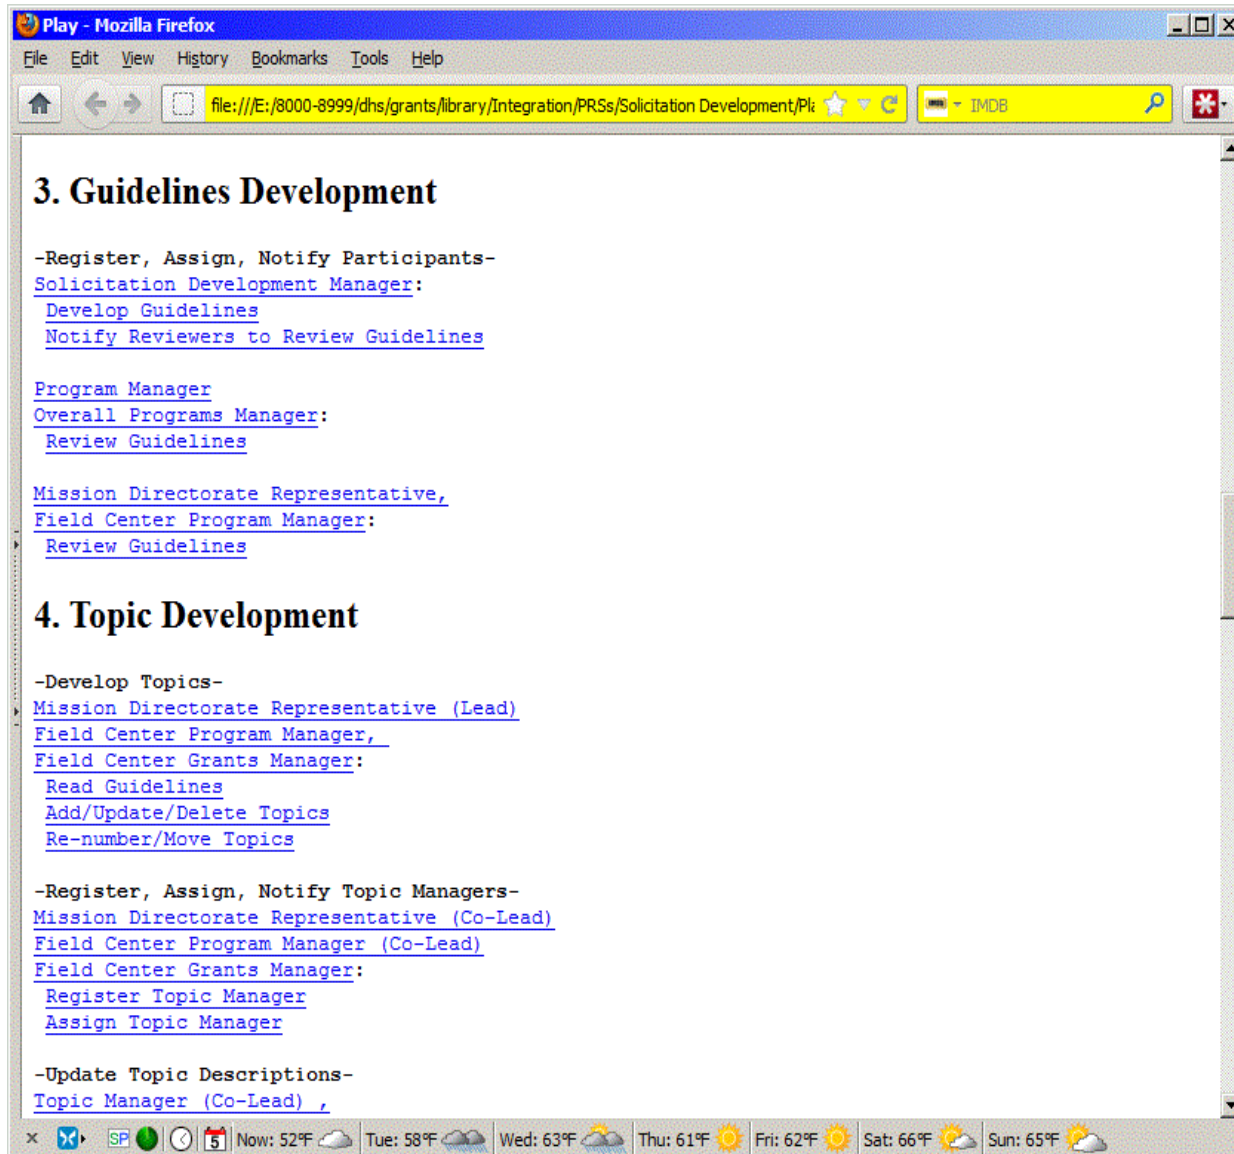 Play - Mozilla Firefox
File Edit View History Bookmarks Tools Help
file:///E:/8000-8999/dhs/grants/library/Integration/PRSs/Solicitation Development/Pla IMDB
3. Guidelines Development
-Register, Assign, Notify Participants-
Solicitation Development Manager:
Develop Guidelines
Notify Reviewers to Review Guidelines
Program Manager
Overall Programs Manager:
Review Guidelines
Mission Directorate Representative,
Field Center Program Manager:
Review Guidelines
4. Topic Development
-Develop Topics-
Mission Directorate Representative (Lead)
Field Center Program Manager,
Field Center Grants Manager:
Read Guidelines
Add/Update/Delete Topics
Re-number/Move Topics
-Register, Assign, Notify Topic Managers-
Mission Directorate Representative (Co-Lead)
Field Center Program Manager (Co-Lead)
Field Center Grants Manager:
Register Topic Manager
Assign Topic Manager
-Update Topic Descriptions-
Topic Manager (Co-Lead) ,
SP 5 Now: 52°F Tue: 58°F Wed: 63°F Thu: 61°F Fri: 62°F Sat: 66°F Sun: 65°F